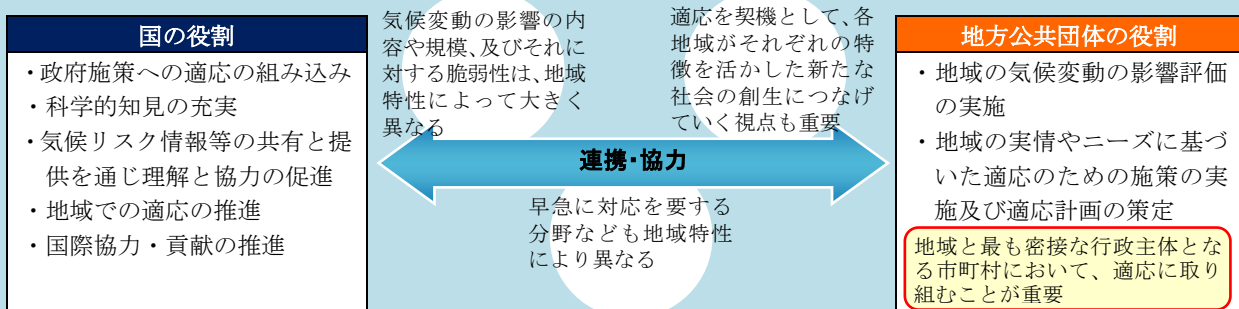 国の役割
・政府施策への適応の組み込み
・科学的知見の充実
・気候リスク情報等の共有と提
供を通じ理解と協力の促進
・地域での適応の推進
・国際協力・貢献の推進
気候変動の影響の内
容や規模、及びそれに
対する脆弱性は、地域
特性によって大きく
異なる
適応を契機として、各
地域がそれぞれの特
徴を活かした新たな
社会の創生につなげ
ていく視点も重要
連携・協力
早急に対応を要する
分野なども地域特性
により異なる
地方公共団体の役割
・地域の気候変動の影響評価
の実施
・地域の実情やニーズに基づ
いた適応のための施策の実
施及び適応計画の策定
地域と最も密接な行政主体とな
る市町村において、適応に取り
組むことが重要